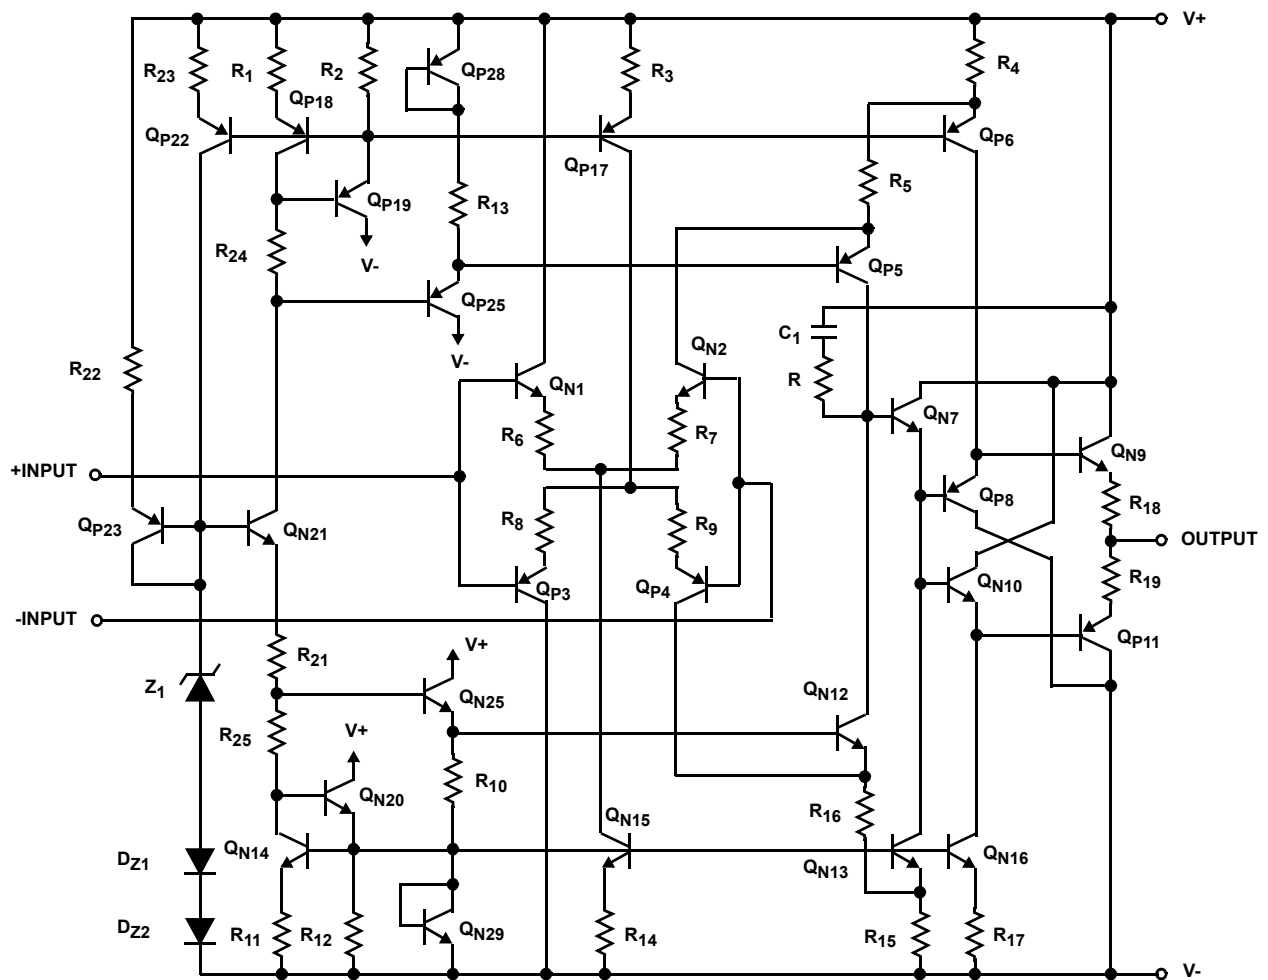 V+
R23
R1
R2
QP28
R3
R4
QP18
QP22
QP17
QP6
R5
QP19
R13
R24
V-
QP5
QP25
C1
QN2
V-
R22
R
QN1
QN7
R6
R7
QN9
+INPUT
QP8
R18
QP23
QN21
R8
R9
OUTPUT
QN10
R19
QP3
QP4
-INPUT
QP11
V+
R21
Z1
QN12
QN25
R25
V+
R10
QN20
R16
QN15
QN14
DZ1
QN13
QN16
DZ2
R11
R12
QN29
R14
R15
R17
V-